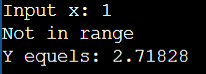 Input x: 1
Not in range
Y equels: 2.71828